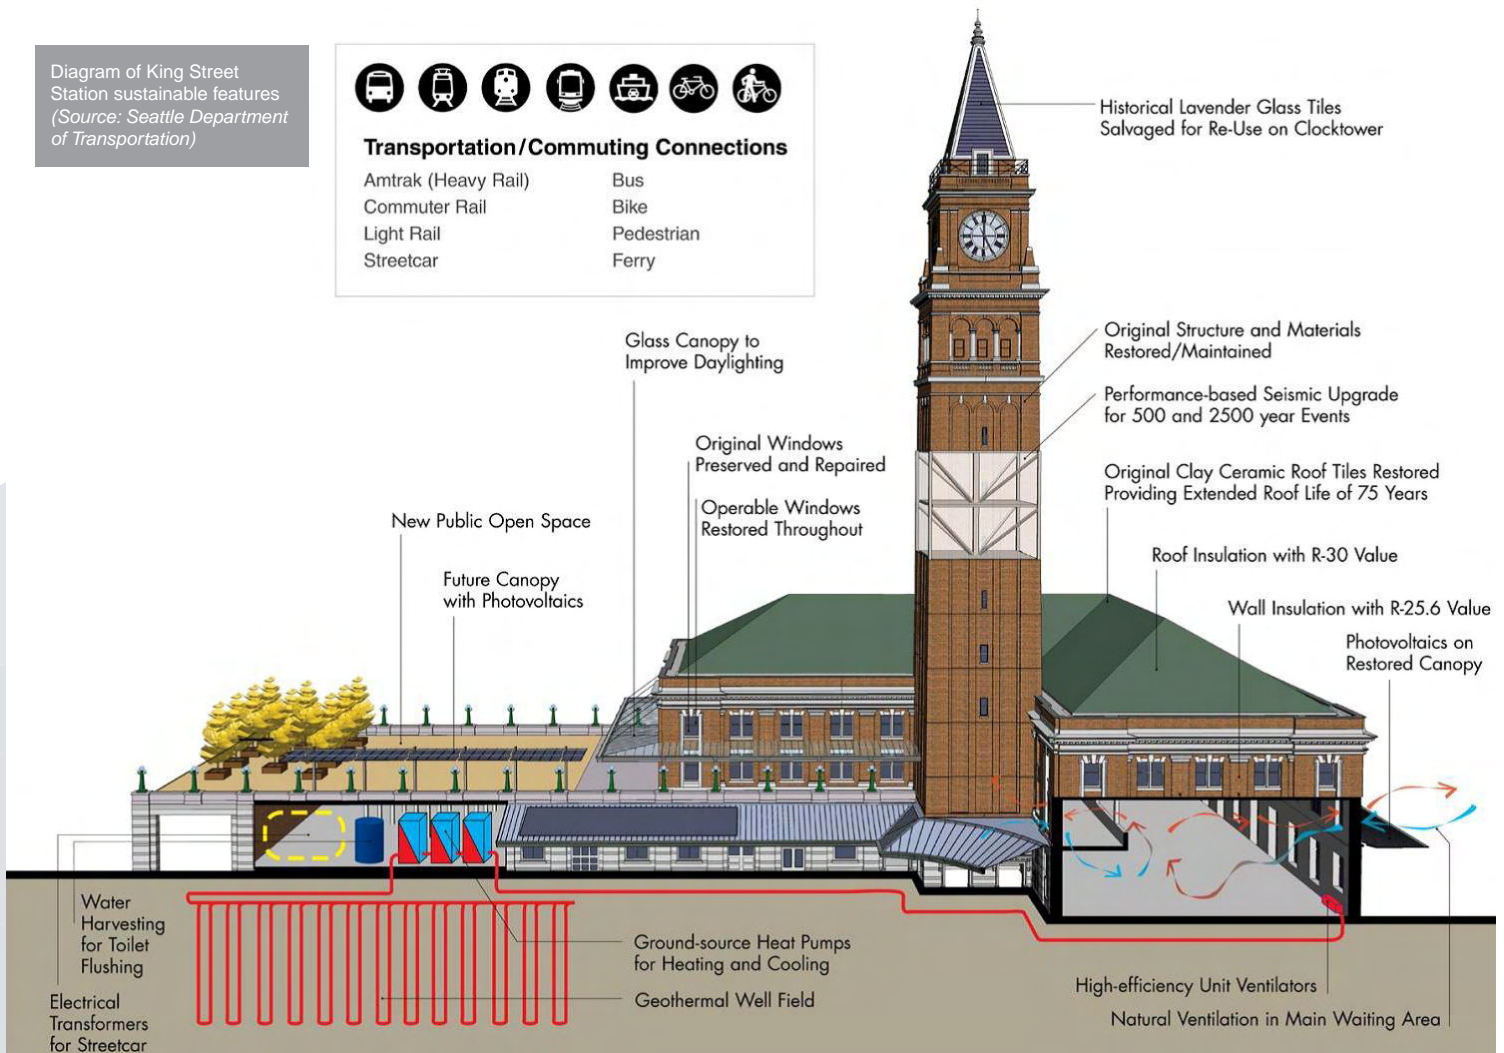 Diagram of King Street
Station sustainable features
(Source: Seattle Department
of Transportation)
Transportation/Commuting Connections
Amtrak (Heavy Rail)
Commuter Rail
Light Rail
Streetcar
Bus
Bike
Pedestrian
Ferry
Historical Lavender Glass Tiles
Salvaged for Re-Use on Clocktower
Glass Canopy to
Improve Daylighting
Original Structure and Materials
Restored/Maintained
Performance-based Seismic Upgrade
for 500 and 2500 year Events
Original Windows
Preserved and Repaired
Original Clay Ceramic Roof Tiles Restored
Providing Extended Roof Life of 75 Years
Operable Windows
Restored Throughout
New Public Open Space
Roof Insulation with R-30 Value
Future Canopy
with Photovoltaics
Wall Insulation with R-25.6 Value
Photovoltaics on
Restored Canopy
Water
Harvesting
for Toilet
Flushing
Ground-source Heat Pumps
for Heating and Cooling
Geothermal Well Field
High-efficiency Unit Ventilators
Natural Ventilation in Main Waiting Area
Electrical
Transformers
for Streetcar